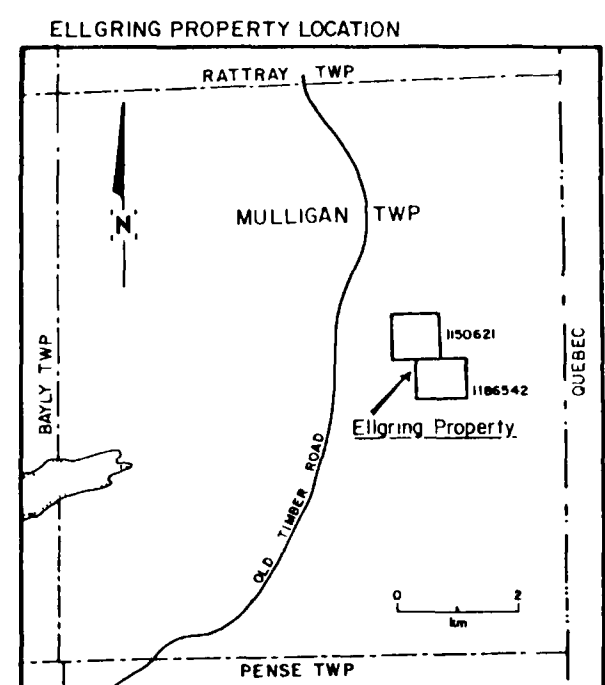 ELLGRING PROPERTY LOCATION
RATTRAY TWP
N
MULLIGAN TWP
1150621
1186542
Ellgring Property
BAYLY TWP
QUEBEC
OLD TIMBER ROAD
0 2
km
PENSE TWP